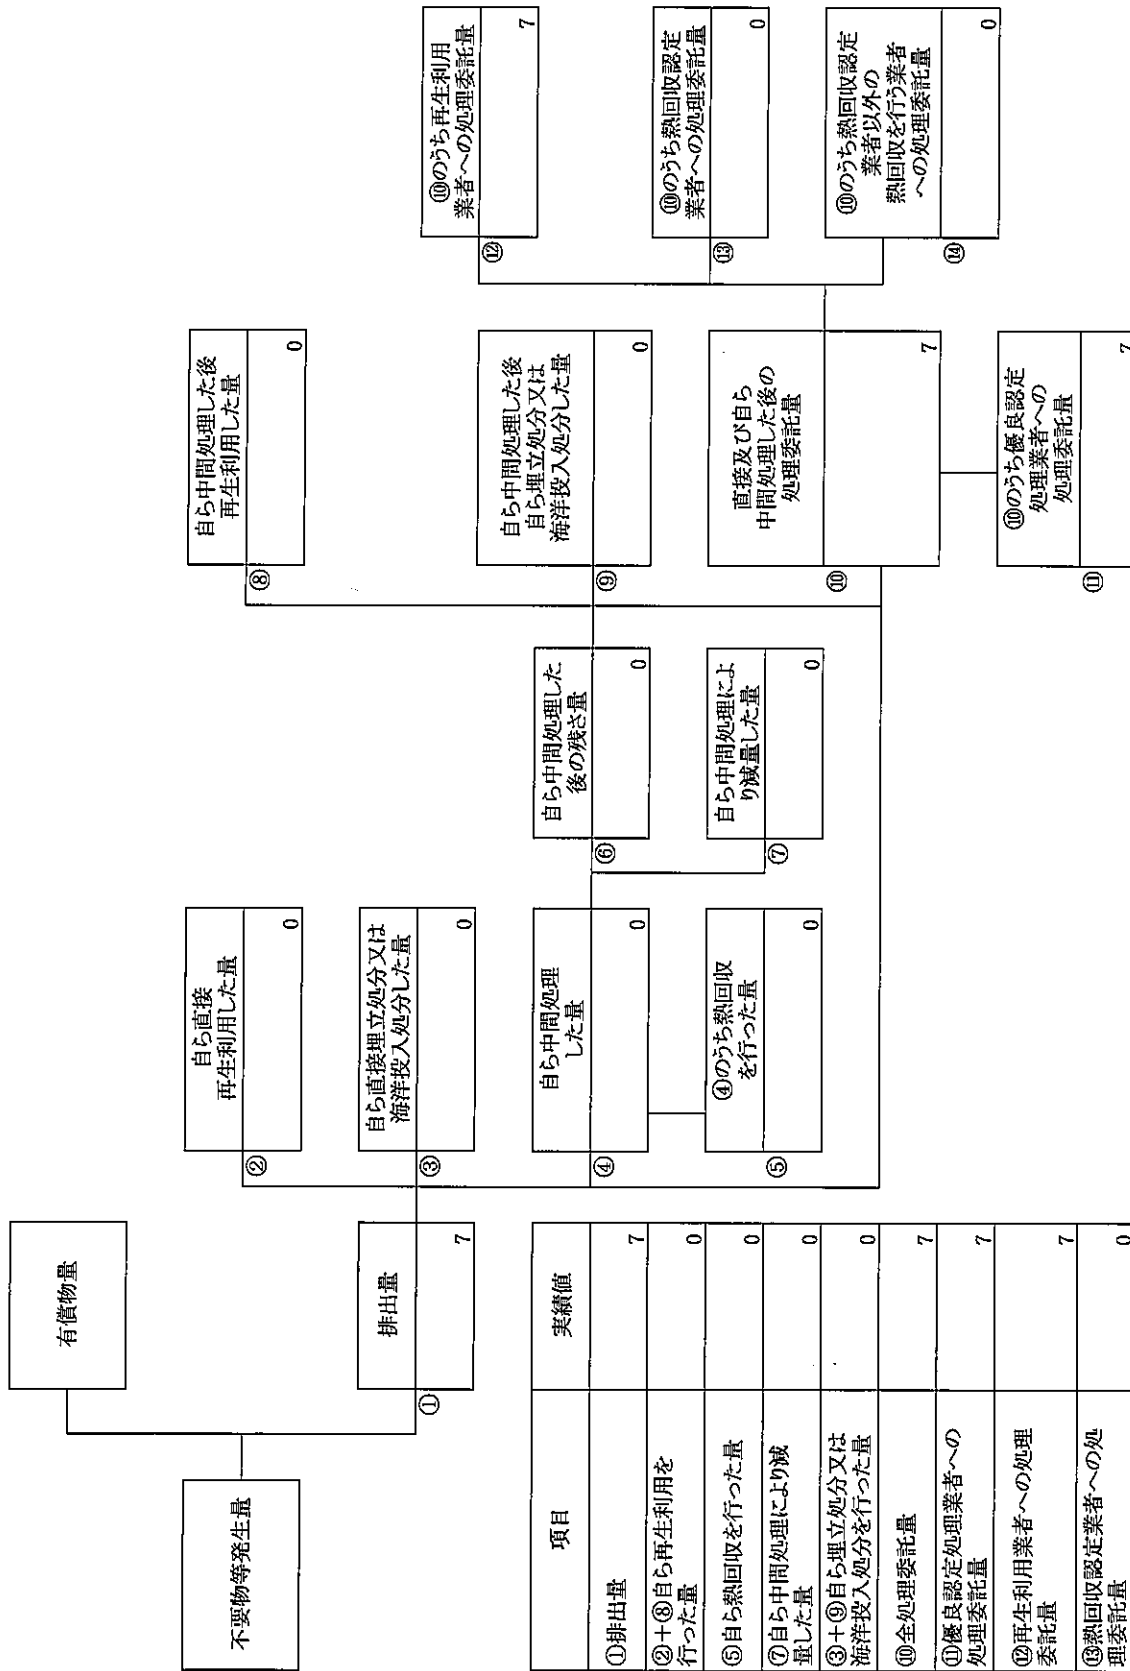 有償物量
不要物等発生量
排出量
①
7
自ら直接
再生利用した量
②
0
自ら直接埋立処分又は
海洋投入処分した量
③
0
自ら中間処理
した量
④
0
④のうち熱回収
を行った量
⑤
0
自ら中間処理した
後の残さ量
⑥
0
自ら中間処理によ
り減量した量
⑦
0
自ら中間処理した後
再生利用した量
⑧
0
自ら中間処理した後
自ら埋立処分又は
海洋投入処分した量
⑨
0
直接及び自ら
中間処理した後の
処理委託量
⑩
7
⑩のうち優良認定
処理業者への
処理委託量
⑪
7
⑩のうち再生利用
業者への処理委託量
⑫
7
⑩のうち熱回収認定
業者への処理委託量
⑬
0
⑩のうち熱回収認定
業者以外の
熱回収を行う業者
への処理委託量
⑭
0
項目
実績値
①排出量
7
②+⑧自ら再生利用を
行った量
0
⑤自ら熱回収を行った量
0
⑦自ら中間処理により減
量した量
0
③+⑨自ら埋立処分又は
海洋投入処分を行った量
0
⑩全処理委託量
7
⑪優良認定処理業者への
処理委託量
7
⑫再生利用業者への処理
委託量
7
⑬熱回収認定業者への処
理委託量
0